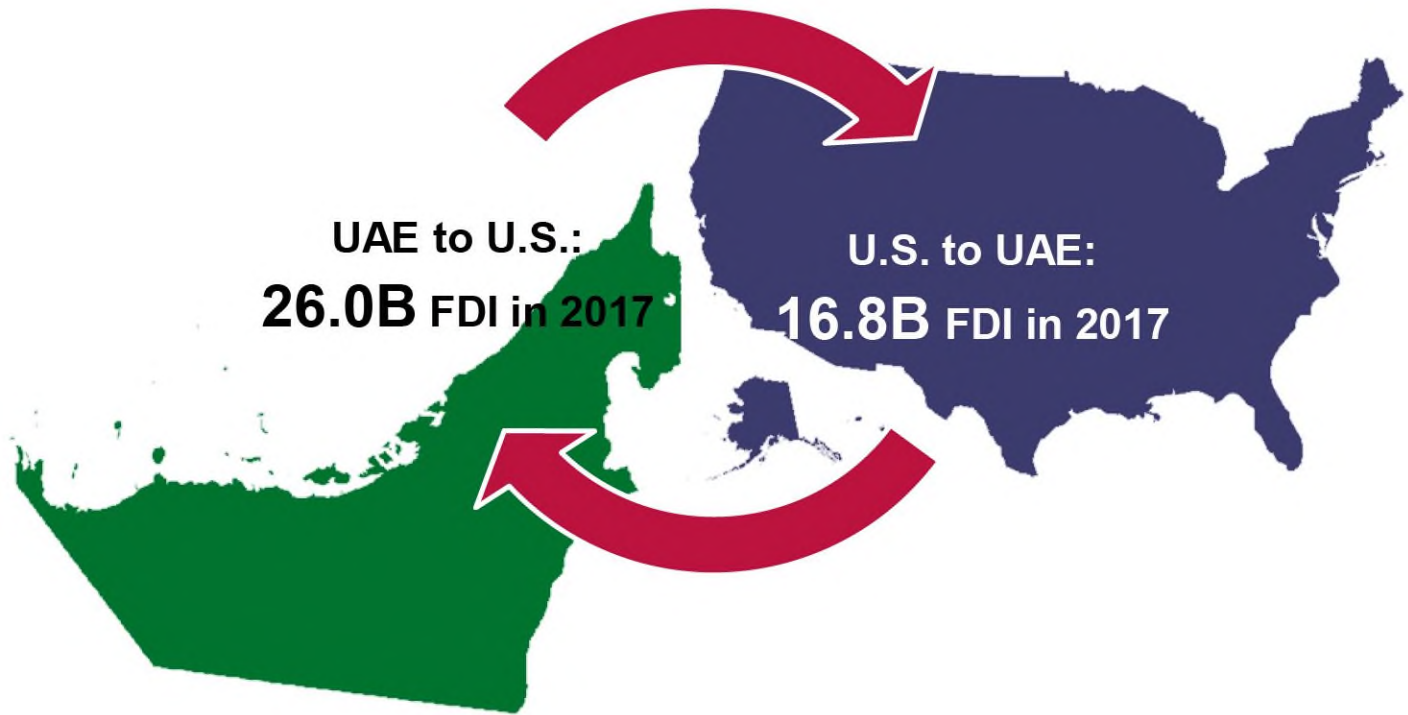 UAE to U.S.:
26.0B FDI in 2017
U.S. to UAE:
16.8B FDI in 2017